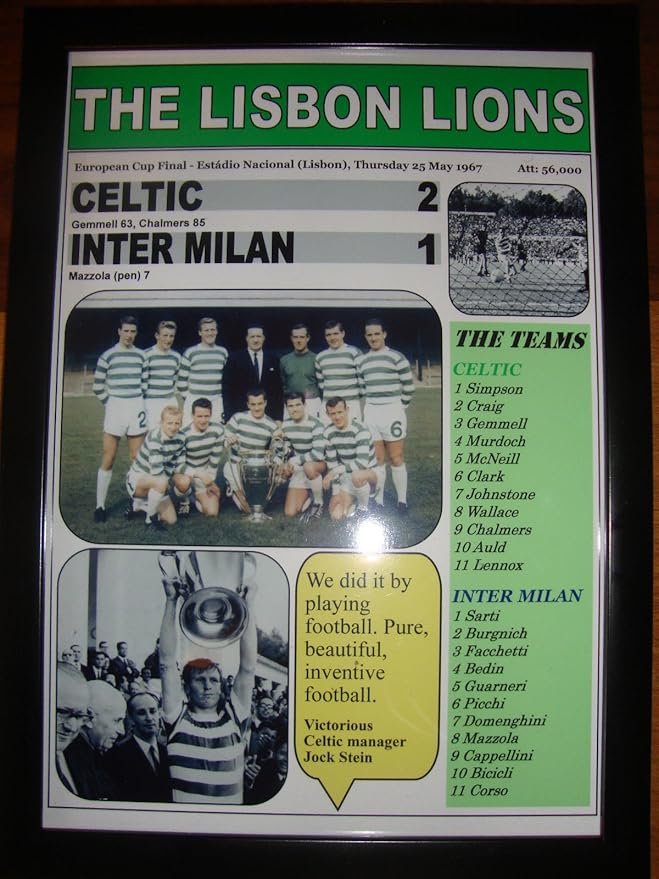 THE LISBON LIONS
European Cup Final - Estádio Nacional (Lisbon), Thursday 25 May 1967 Att: 56,000
CELTIC 2
Gemmell 63, Chalmers 85
INTER MILAN 1
Mazzola (pen) 7
2
6
We did it by
playing
football. Pure,
beautiful,
inventive
football.
Victorious
Celtic manager
Jock Stein
THE TEAMS
CELTIC
1 Simpson
2 Craig
3 Gemmell
4 Murdoch
5 McNeill
6 Clark
7 Johnstone
8 Wallace
9 Chalmers
10 Auld
11 Lennox
INTER MILAN
1 Sarti
2 Burgnich
3 Facchetti
4 Bedin
5 Guarneri
6 Picchi
7 Domenghini
8 Mazzola
9 Cappellini
10 Bicicli
11 Corso